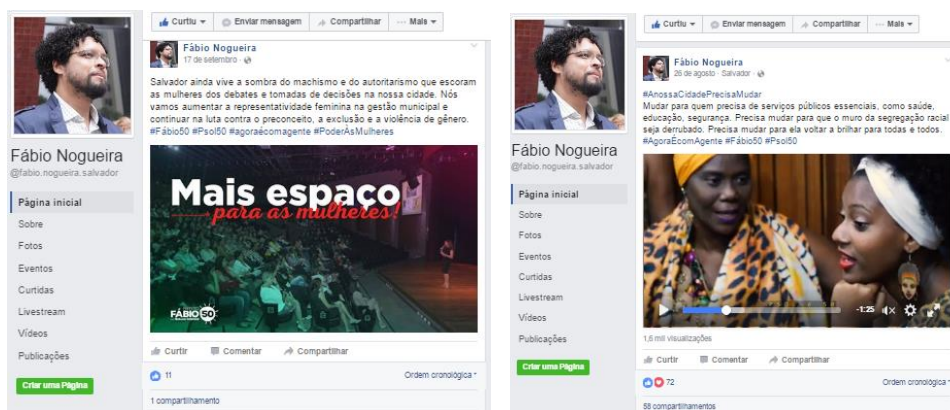 Curtiu Enviar mensagem Compartilhar ··· Mais
Fábio Nogueira
17 de setembro ·
Salvador ainda vive a sombra do machismo e do autoritarismo que escoram
as mulheres dos debates e tomadas de decisões na nossa cidade. Nós
vamos aumentar a representatividade feminina na gestão municipal e
continuar na luta contra o preconceito, a exclusão e a violência de gênero.
#Fábio50 #Psol50 #agoraécomagente #PoderÀsMulheres
Mais espaço
para as mulheres!
FÁBIO 50
Curtir Comentar Compartilhar
11 Ordem cronológica
1 compartilhamento
Fábio Nogueira
@fabio.nogueira.salvador
Página inicial
Sobre
Fotos
Eventos
Curtidas
Livestream
Vídeos
Publicações
Criar uma Página
Curtiu Enviar mensagem Compartilhar ··· Mais
Fábio Nogueira
26 de agosto · Salvador ·
#AnossaCidadePrecisaMudar
Mudar para quem precisa de serviços públicos essenciais, como saúde,
educação, segurança. Precisa mudar para que o muro da segregação racial
seja derrubado. Precisa mudar para ela voltar a brilhar para todas e todos.
#AgoraÉcomAgente #Fábio50 #Psol50
-1:25
1,6 mil visualizações
Curtir Comentar Compartilhar
72 Ordem cronológica
58 compartilhamentos
Fábio Nogueira
@fabio.nogueira.salvador
Página inicial
Sobre
Fotos
Eventos
Curtidas
Livestream
Vídeos
Publicações
Criar uma Página